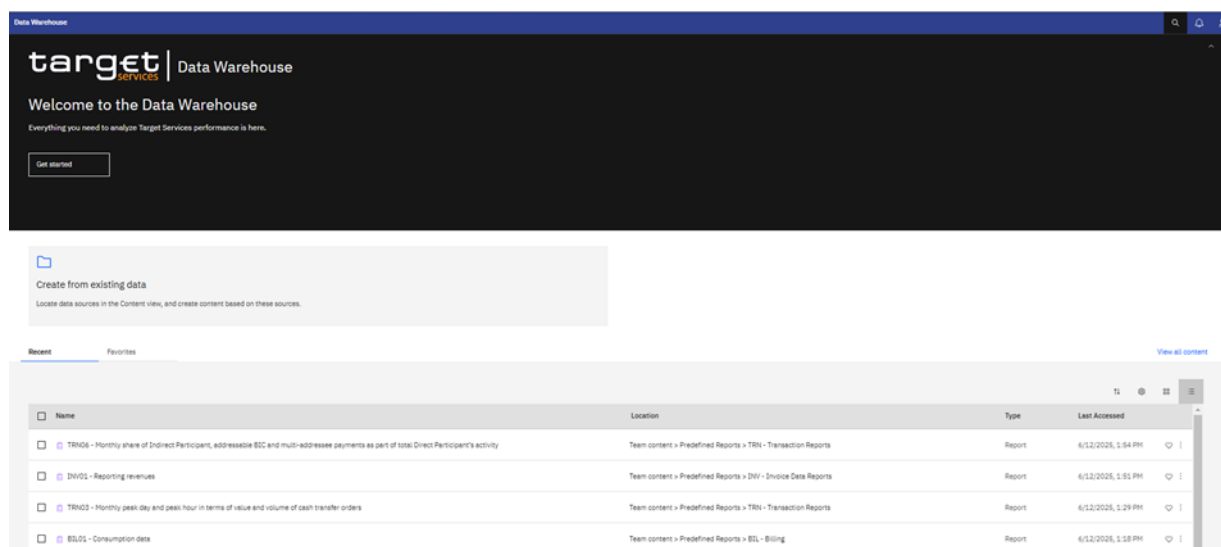 Data Warehouse
target services | Data Warehouse
Welcome to the Data Warehouse
Everything you need to analyze Target Services performance is here.
Get started
Create from existing data
Locate data sources in the Content view, and create content based on these sources.
Recent Favorites View all content
Name Location Type Last Accessed
TRN06 - Monthly share of Indirect Participant, addressable BIC and multi-addressee payments as part of total Direct Participant's activity Team content > Predefined Reports > TRN - Transaction Reports Report 6/12/2025, 1:54 PM
INV01 - Reporting revenues Team content > Predefined Reports > INV - Invoice Data Reports Report 6/12/2025, 1:51 PM
TRN03 - Monthly peak day and peak hour in terms of value and volume of cash transfer orders Team content > Predefined Reports > TRN - Transaction Reports Report 6/12/2025, 1:29 PM
BIL01 - Consumption data Team content > Predefined Reports > BIL - Billing Report 6/12/2025, 1:18 PM